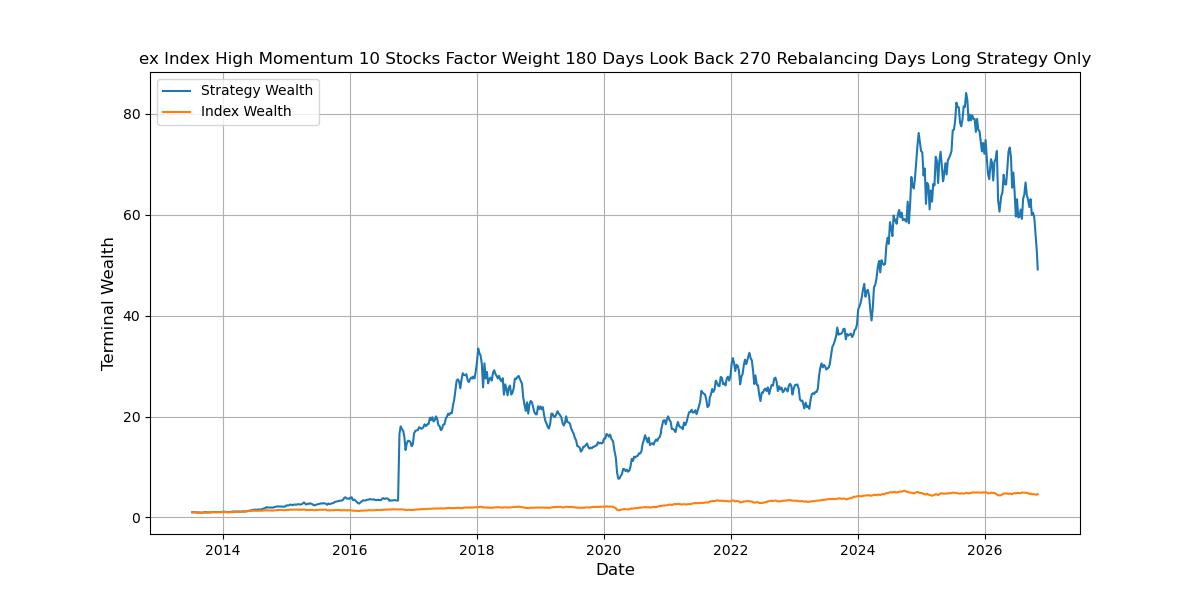 ex Index High Momentum 10 Stocks Factor Weight 180 Days Look Back 270 Rebalancing Days Long Strategy Only
Strategy Wealth
Index Wealth
Terminal Wealth
80
60
40
20
0
2014 2016 2018 2020 2022 2024 2026
Date